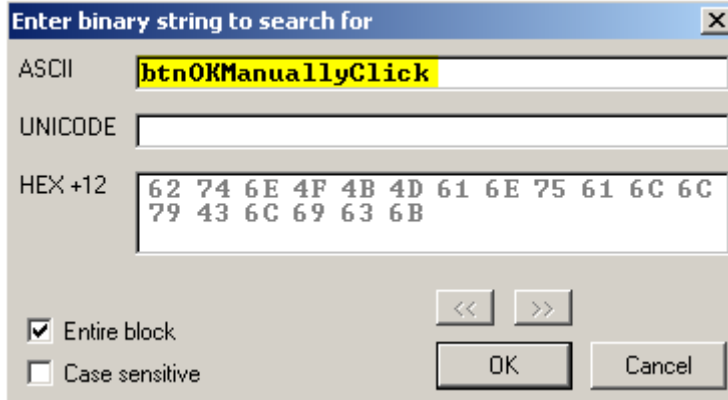 Enter binary string to search for
ASCII
btnOKManuallyClick
UNICODE
HEX +12
62 74 6E 4F 4B 4D 61 6E 75 61 6C 6C
79 43 6C 69 63 6B
<< >>
Entire block
Case sensitive
OK Cancel